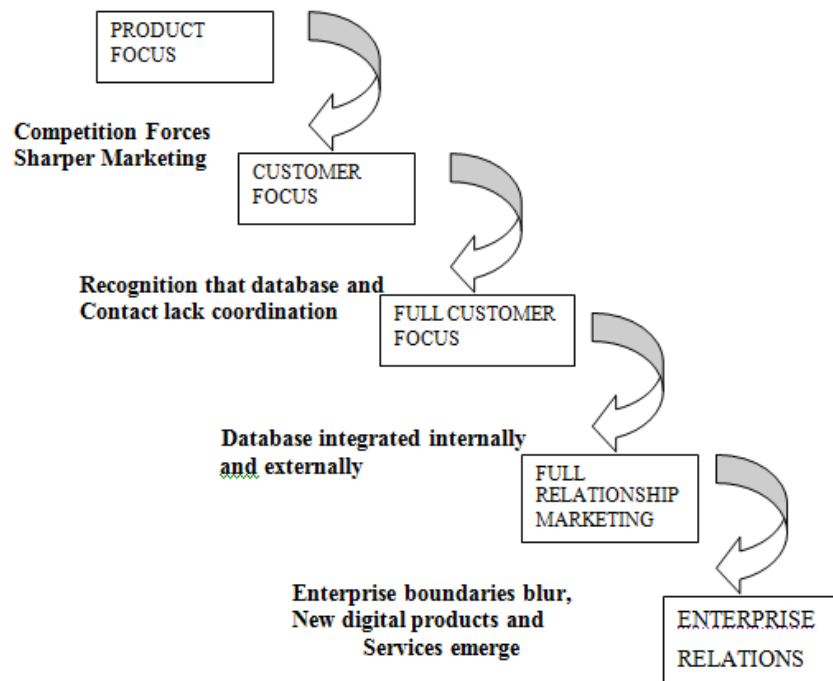 PRODUCT
FOCUS
Competition Forces
Sharper Marketing
CUSTOMER
FOCUS
Recognition that database and
Contact lack coordination
FULL CUSTOMER
FOCUS
Database integrated internally
and externally
FULL
RELATIONSHIP
MARKETING
Enterprise boundaries blur,
New digital products and
Services emerge
ENTERPRISE
RELATIONS